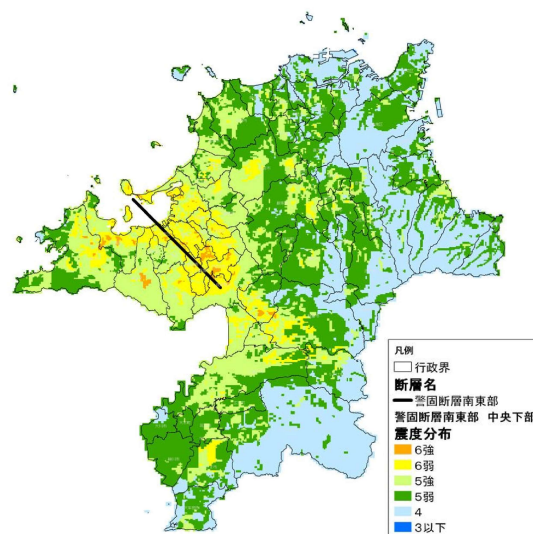 凡例
行政界
断層名
警固断層南東部
警固断層南東部 中央下部
震度分布
6強
6弱
5強
5弱
4
3以下